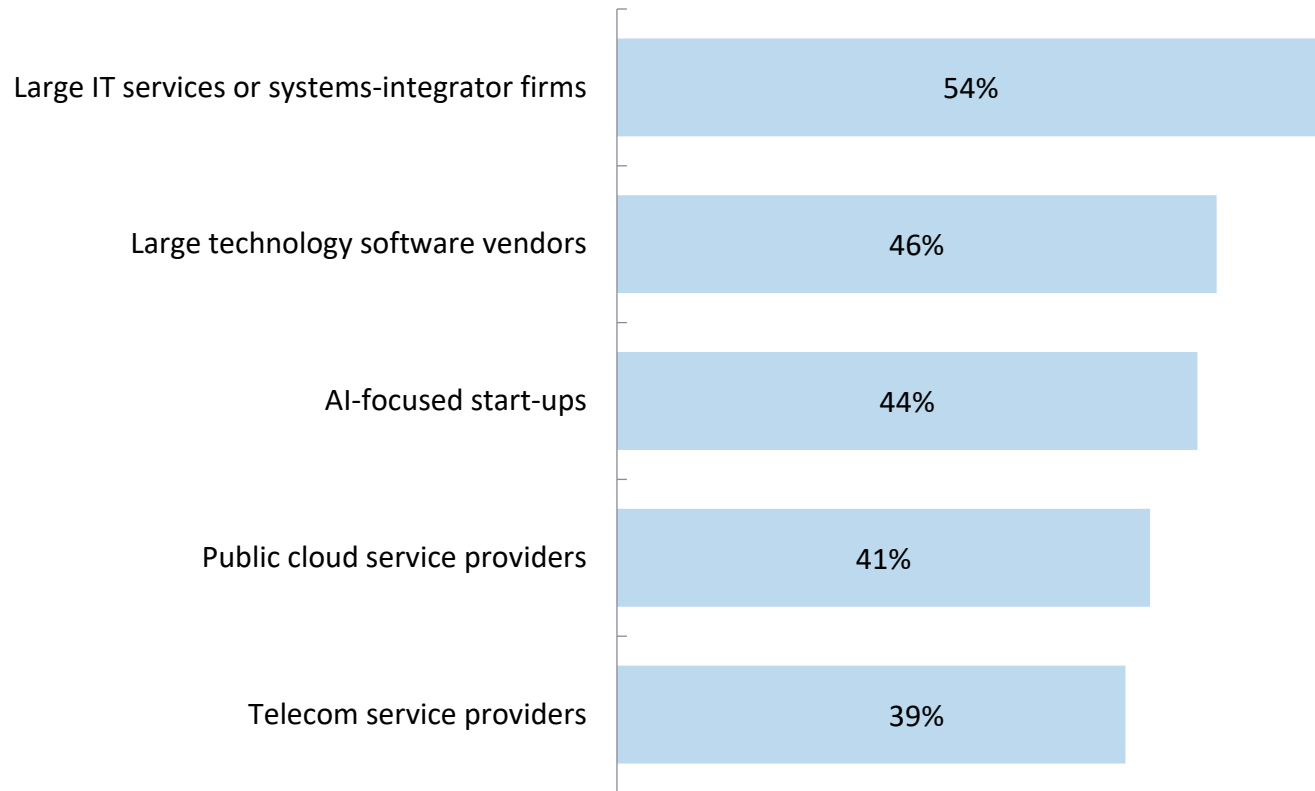 Large IT services or systems-integrator firms 54%
Large technology software vendors 46%
AI-focused start-ups 44%
Public cloud service providers 41%
Telecom service providers 39%